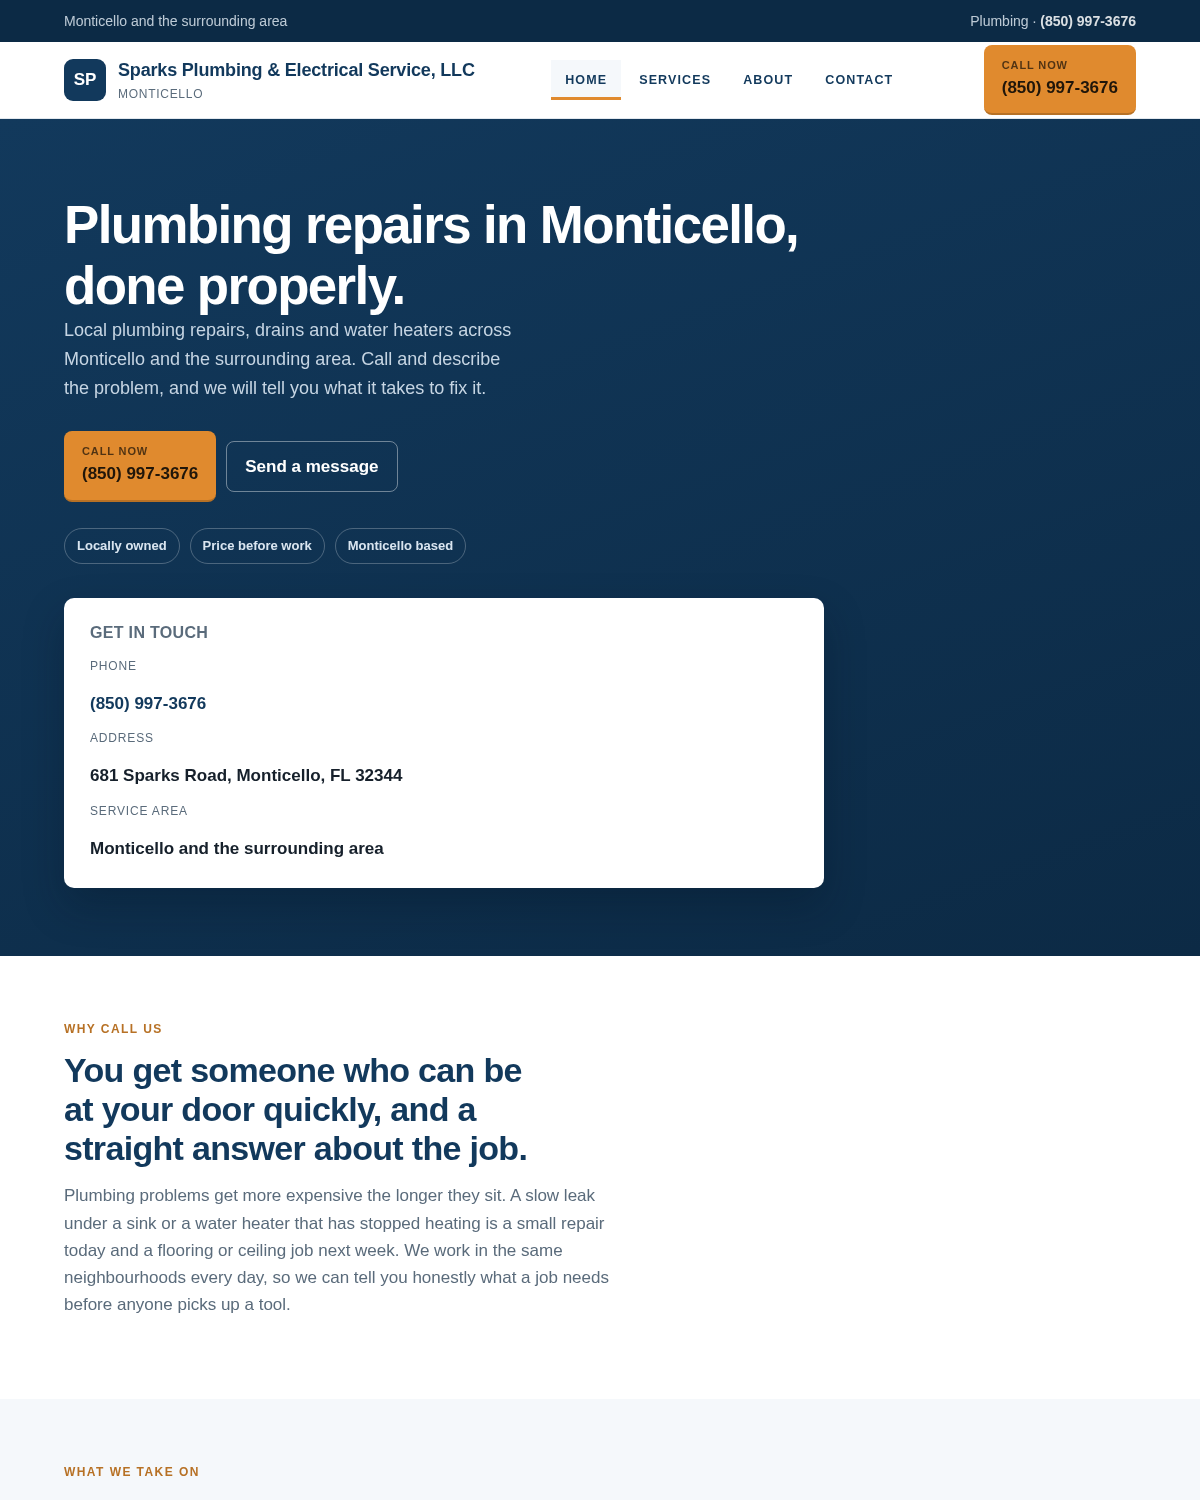 Monticello and the surrounding area
Plumbing · (850) 997-3676
SP
Sparks Plumbing & Electrical Service, LLC
MONTICELLO
HOME
SERVICES
ABOUT
CONTACT
CALL NOW
(850) 997-3676
Plumbing repairs in Monticello,
done properly.
Local plumbing repairs, drains and water heaters across
Monticello and the surrounding area. Call and describe
the problem, and we will tell you what it takes to fix it.
CALL NOW
(850) 997-3676
Send a message
Locally owned
Price before work
Monticello based
GET IN TOUCH
PHONE
(850) 997-3676
ADDRESS
681 Sparks Road, Monticello, FL 32344
SERVICE AREA
Monticello and the surrounding area
WHY CALL US
You get someone who can be
at your door quickly, and a
straight answer about the job.
Plumbing problems get more expensive the longer they sit. A slow leak
under a sink or a water heater that has stopped heating is a small repair
today and a flooring or ceiling job next week. We work in the same
neighbourhoods every day, so we can tell you honestly what a job needs
before anyone picks up a tool.
WHAT WE TAKE ON